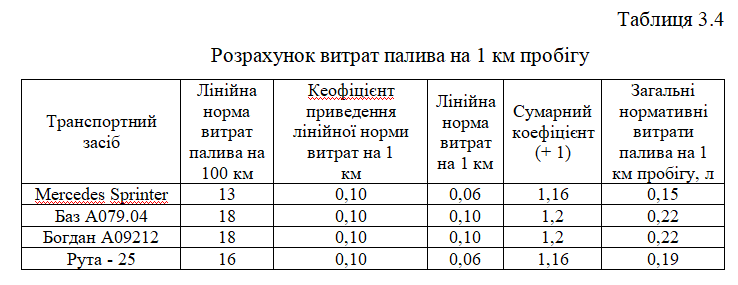 Таблиця 3.4
Розрахунок витрат палива на 1 км пробігу
Транспортний
засіб
Лінійна
норма
витрат
палива на
100 км
Кеофіцієнт
приведення
лінійної норми
витрат на 1
км
Лінійна
норма
витрат
на 1 км
Сумарний
коефіцієнт
(+ 1)
Загальні
нормативні
витрати
палива на 1
км пробігу, л
Mercedes Sprinter 13 0,10 0,06 1,16 0,15
Баз А079.04 18 0,10 0,10 1,2 0,22
Богдан А09212 18 0,10 0,10 1,2 0,22
Рута - 25 16 0,10 0,06 1,16 0,19